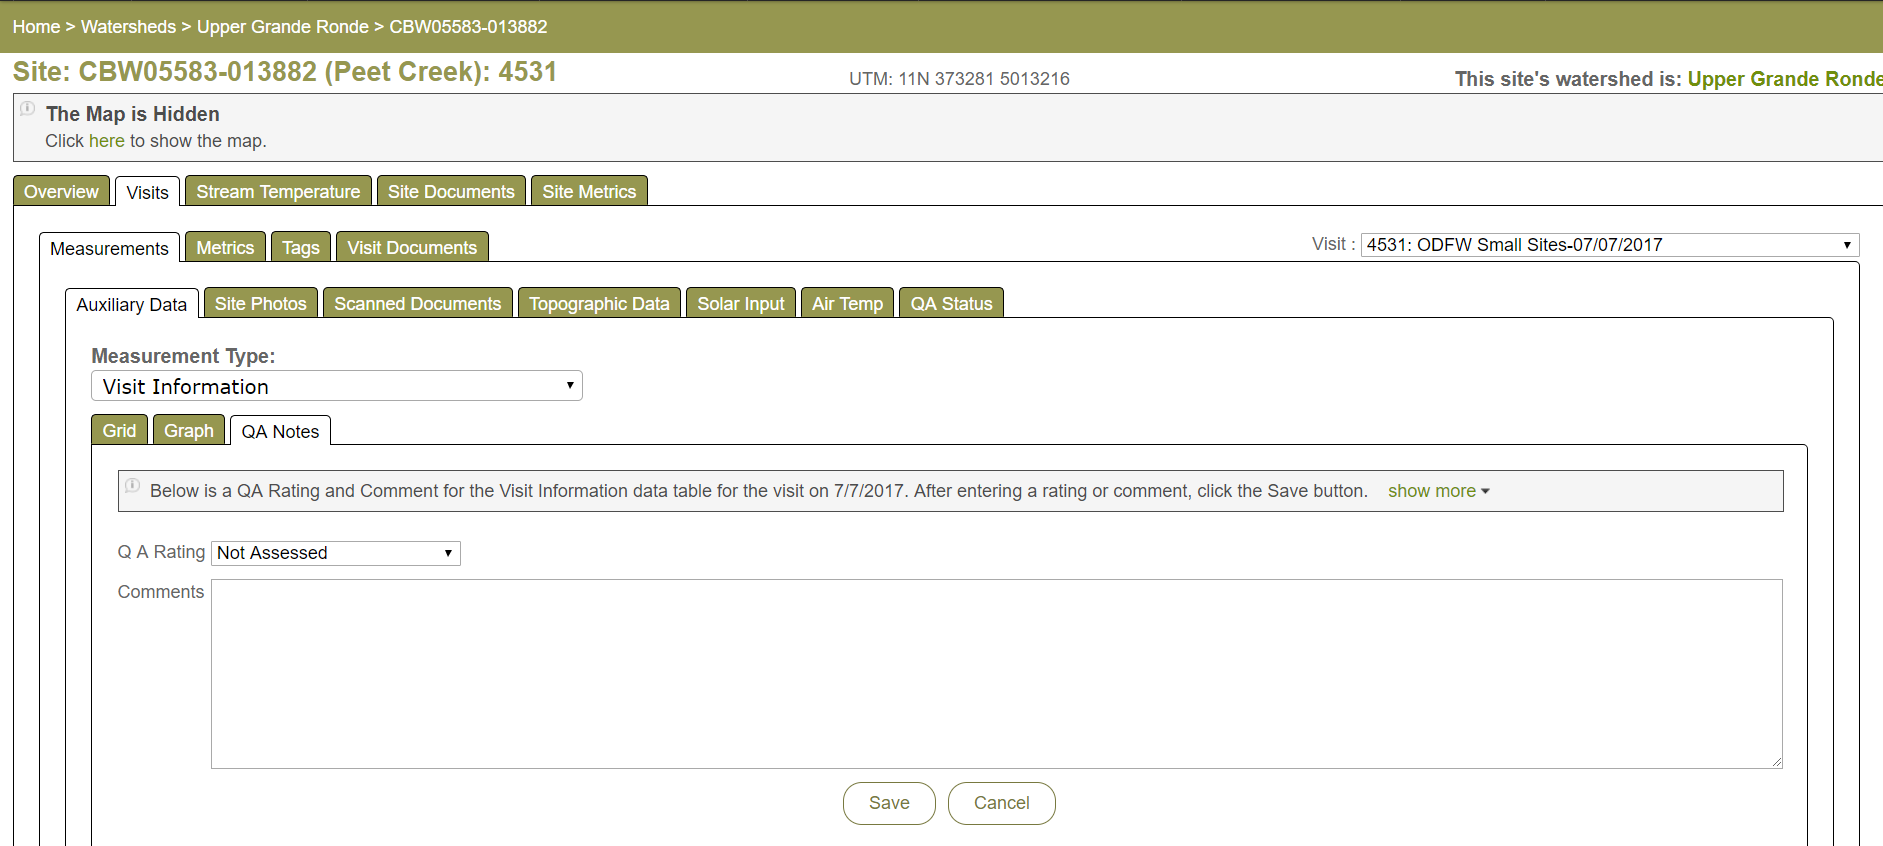 Home > Watersheds > Upper Grande Ronde > CBW05583-013882
Site: CBW05583-013882 (Peet Creek): 4531
UTM: 11N 373281 5013216
This site's watershed is: Upper Grande Ronde
The Map is Hidden
Click here to show the map.
Overview Visits Stream Temperature Site Documents Site Metrics
Measurements Metrics Tags Visit Documents
Visit : 4531: ODFW Small Sites-07/07/2017
Auxiliary Data Site Photos Scanned Documents Topographic Data Solar Input Air Temp QA Status
Measurement Type:
Visit Information
Grid Graph QA Notes
Below is a QA Rating and Comment for the Visit Information data table for the visit on 7/7/2017. After entering a rating or comment, click the Save button. show more
Q A Rating Not Assessed
Comments
Save Cancel